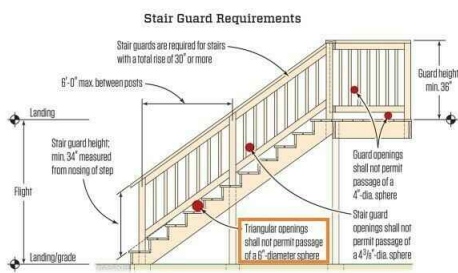 Stair Guard Requirements
Stair guards are required for stairs
with a total rise of 30" or more
6'-0" max. between posts
Guard height
min. 36"
Landing
Stair guard height;
min. 34" measured
from nosing of step
Flight
Guard openings
shall not permit
passage of a
4"-dia. sphere
Triangular openings
shall not permit passage
of a 6"-diameter sphere
Stair guard
openings shall not
permit passage of
a 4 3/8"-dia. sphere
Landing/grade